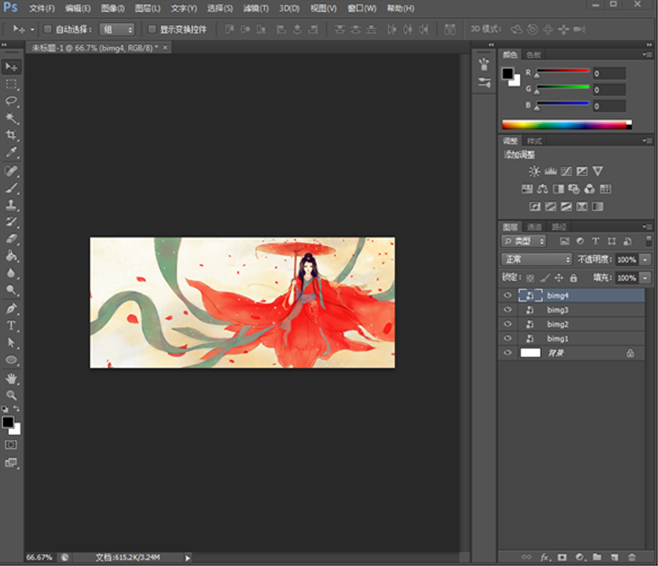 Ps 文件(F) 编辑(E) 图像(I) 图层(L) 文字(Y) 选择(S) 滤镜(T) 3D(D) 视图(V) 窗口(W) 帮助(H)
自动选择: 组 显示变换控件 3D 模式:
未标题-1 @ 66.7% (bimg4, RGB/8) * ×
颜色 色板
R 0
G 0
B 0
调整 样式
添加调整
图层 通道 路径
类型
正常 不透明度: 100%
锁定: 填充: 100%
bimg4
bimg3
bimg2
bimg1
背景
66.67% 文档:615.2K/3.24M